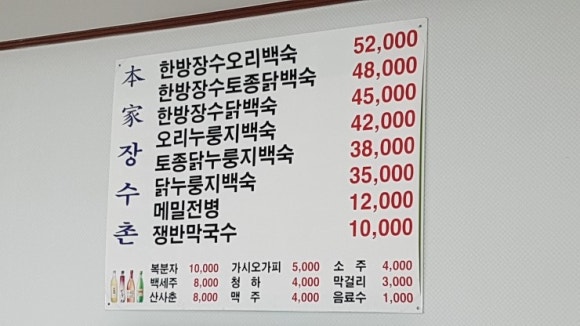 本家장수촌
한방장수오리백숙 52,000
한방장수토종닭백숙 48,000
한방장수닭백숙 45,000
오리누룽지백숙 42,000
토종닭누룽지백숙 38,000
닭누룽지백숙 35,000
메밀전병 12,000
쟁반막국수 10,000
복분자 10,000 가시오가피 5,000 소주 4,000
백세주 8,000 청하 4,000 막걸리 3,000
산사춘 8,000 맥주 4,000 음료수 1,000